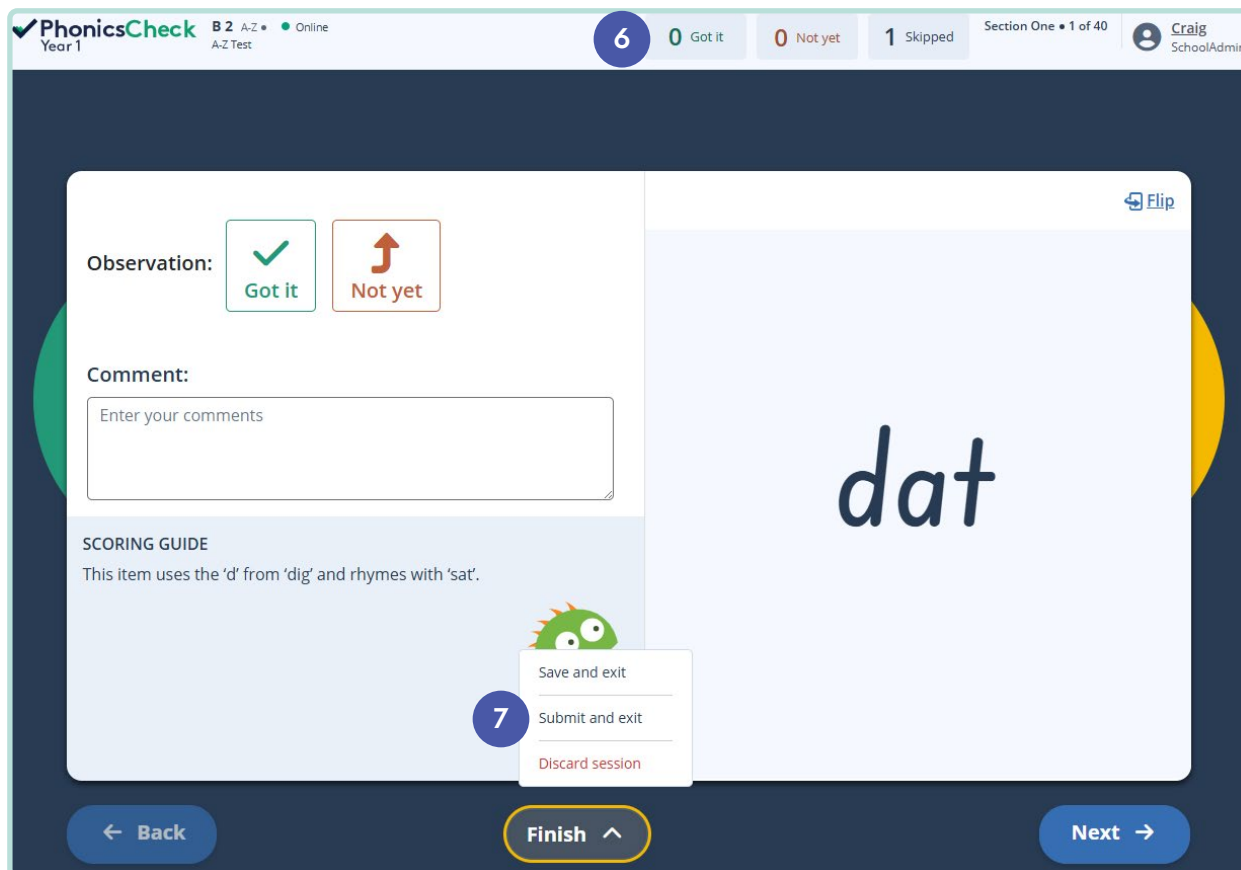 PhonicsCheck
Year 1
B 2 A-Z • • Online
A-Z Test
6
0 Got it
0 Not yet
1 Skipped
Section One • 1 of 40
Craig
SchoolAdmin
Flip
Observation:
Got it
Not yet
Comment:
Enter your comments
dat
SCORING GUIDE
This item uses the ‘d’ from ‘dig’ and rhymes with ‘sat’.
Save and exit
7
Submit and exit
Discard session
← Back
Finish
Next →